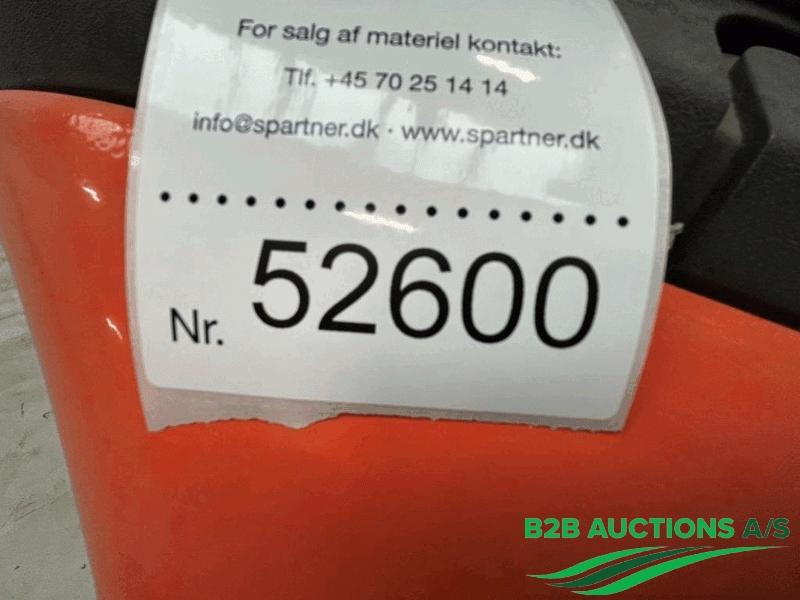 For salg af materiel kontakt:
Tlf. +45 70 25 14 14
info@spartner.dk · www.spartner.dk
Nr. 52600
B2B AUCTIONS A/S